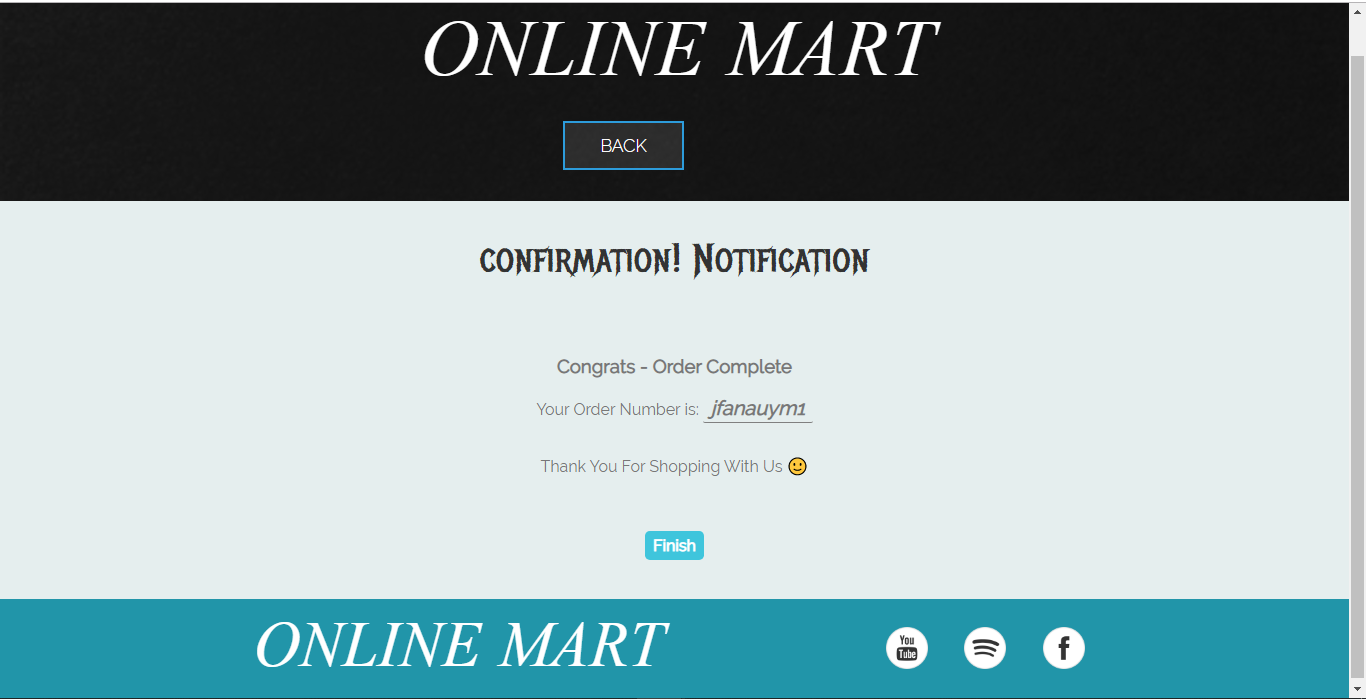 ONLINE MART
BACK
confirmation! Notification
Congrats - Order Complete
Your Order Number is: jfanauym1
Thank You For Shopping With Us 🙂
Finish
ONLINE MART
You
Tube
f